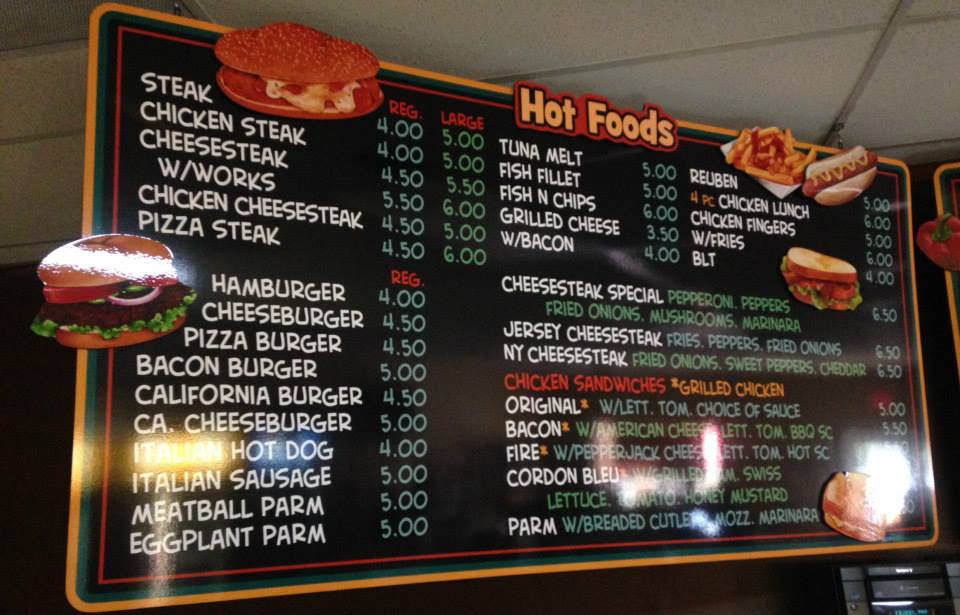 Hot Foods
REG. LARGE
STEAK 4.00 5.00
CHICKEN STEAK 4.00 5.00
CHEESESTEAK 4.50 5.50
W/WORKS 5.50 6.00
CHICKEN CHEESESTEAK 4.50 5.00
PIZZA STEAK 4.50 6.00
REG.
HAMBURGER 4.00
CHEESEBURGER 4.50
PIZZA BURGER 4.50
BACON BURGER 5.00
CALIFORNIA BURGER 4.50
CA. CHEESEBURGER 5.00
ITALIAN HOT DOG 4.00
ITALIAN SAUSAGE 5.00
MEATBALL PARM 5.00
EGGPLANT PARM 5.00
TUNA MELT 5.00
FISH FILLET 5.00
FISH N CHIPS 6.00
GRILLED CHEESE 3.50
W/BACON 4.00
REUBEN 5.00
4 PC CHICKEN LUNCH 6.00
CHICKEN FINGERS 5.00
W/FRIES 6.00
BLT 4.00
CHEESESTEAK SPECIAL PEPPERONI, PEPPERS
FRIED ONIONS, MUSHROOMS, MARINARA 6.50
JERSEY CHEESESTEAK FRIES, PEPPERS, FRIED ONIONS 6.50
NY CHEESESTEAK FRIED ONIONS, SWEET PEPPERS, CHEDDAR 6.50
CHICKEN SANDWICHES *GRILLED CHICKEN
ORIGINAL* W/LETT. TOM. CHOICE OF SAUCE 5.00
BACON* W/AMERICAN CHEESE LETT. TOM. BBQ SC 5.50
FIRE* W/PEPPERJACK CHEESE LETT. TOM. HOT SC
CORDON BLEU* W/GRILLED HAM, SWISS
LETTUCE, TOMATO, HONEY MUSTARD
PARM W/BREADED CUTLET, MOZZ. MARINARA